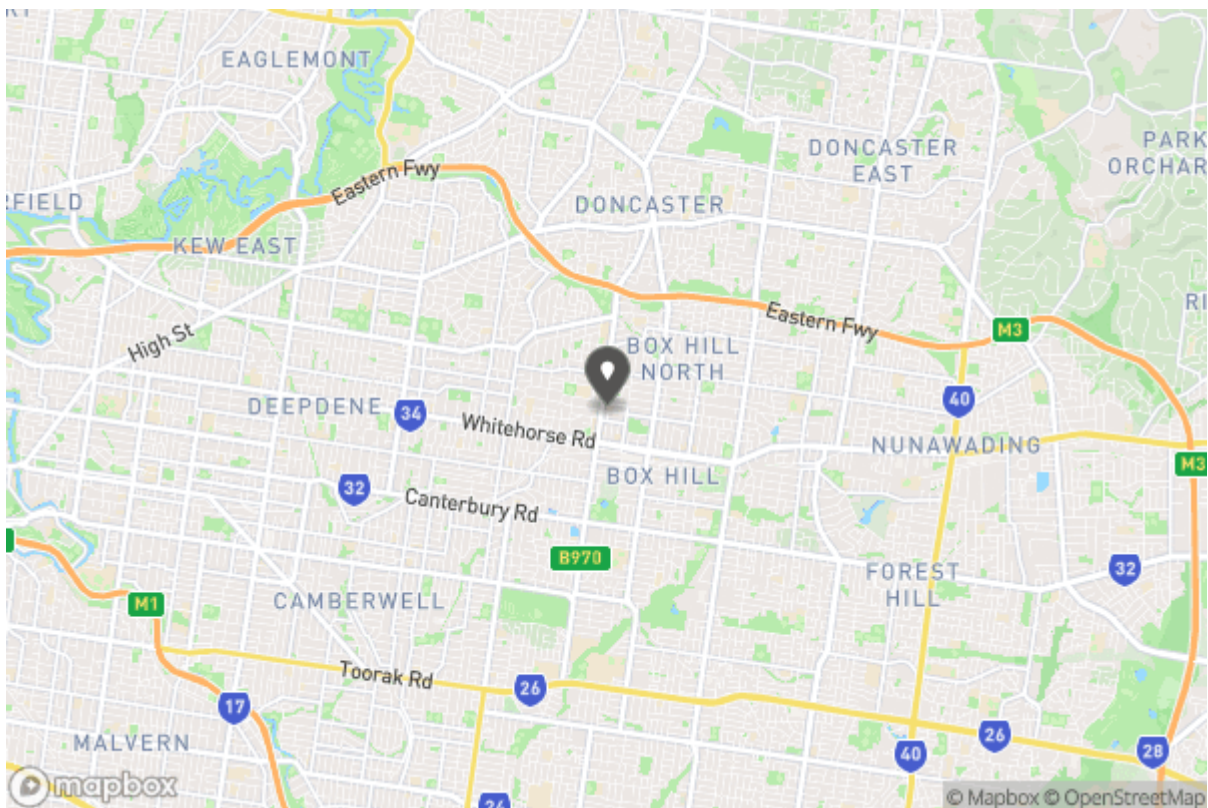 EAGLEMONT
DONCASTER
EAST
PARK
ORCHAR
Eastern Fwy
RFIELD
DONCASTER
KEW EAST
RI
Eastern Fwy
M3
High St
BOX HILL
NORTH
40
DEEPDENE
34
Whitehorse Rd
NUNAWADING
M3
BOX HILL
32
Canterbury Rd
B970
FOREST
HILL
32
CAMBERWELL
M1
Toorak Rd
26
17
26
MALVERN
40
28
mapbox
26
© Mapbox © OpenStreetMap